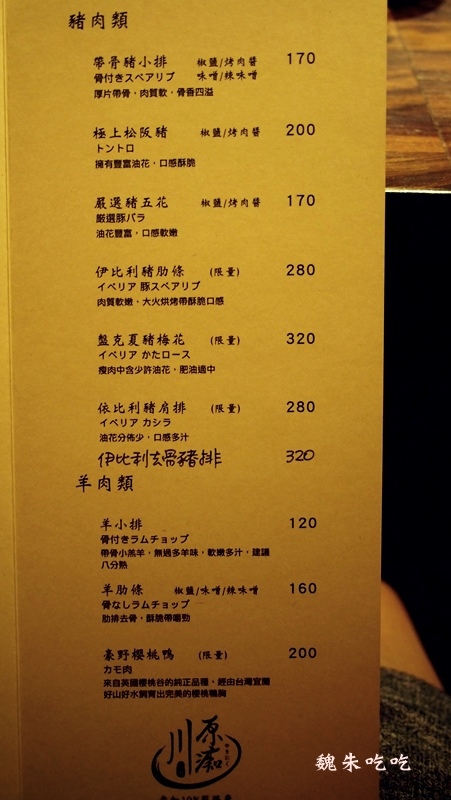 豬肉類
帶骨豬小排 椒鹽/烤肉醬 170
骨付きスペアリブ 味噌/辣味噌
厚片帶骨，肉質軟，骨香四溢
極上松阪豬 椒鹽/烤肉醬 200
トントロ
擁有豐富油花，口感酥脆
嚴選豬五花 椒鹽/烤肉醬 170
厳選豚バラ
油花豐富，口感軟嫩
伊比利豬肋條 (限量) 280
イベリア 豚スペアリブ
肉質軟嫩，大火烘烤帶酥脆口感
盤克夏豬梅花 (限量) 320
イベリア かたロース
瘦肉中含少許油花，肥油適中
依比利豬肩排 (限量) 280
イベリア カシラ
油花分佈少，口感多汁
伊比利去骨豬排 320
羊肉類
羊小排 120
骨付きラムチョップ
帶骨小羔羊，無過多羊味，軟嫩多汁，建議
八分熟
羊肋條 椒鹽/味噌/辣味噌 160
骨なしラムチョップ
肋排去骨，酥脆帶嚼勁
豪野櫻桃鴨 (限量) 200
カモ肉
來自英國櫻桃谷的純正品種，經由台灣宜蘭
好山好水飼育出完美的櫻桃鴨胸
川原
魏朱吃吃